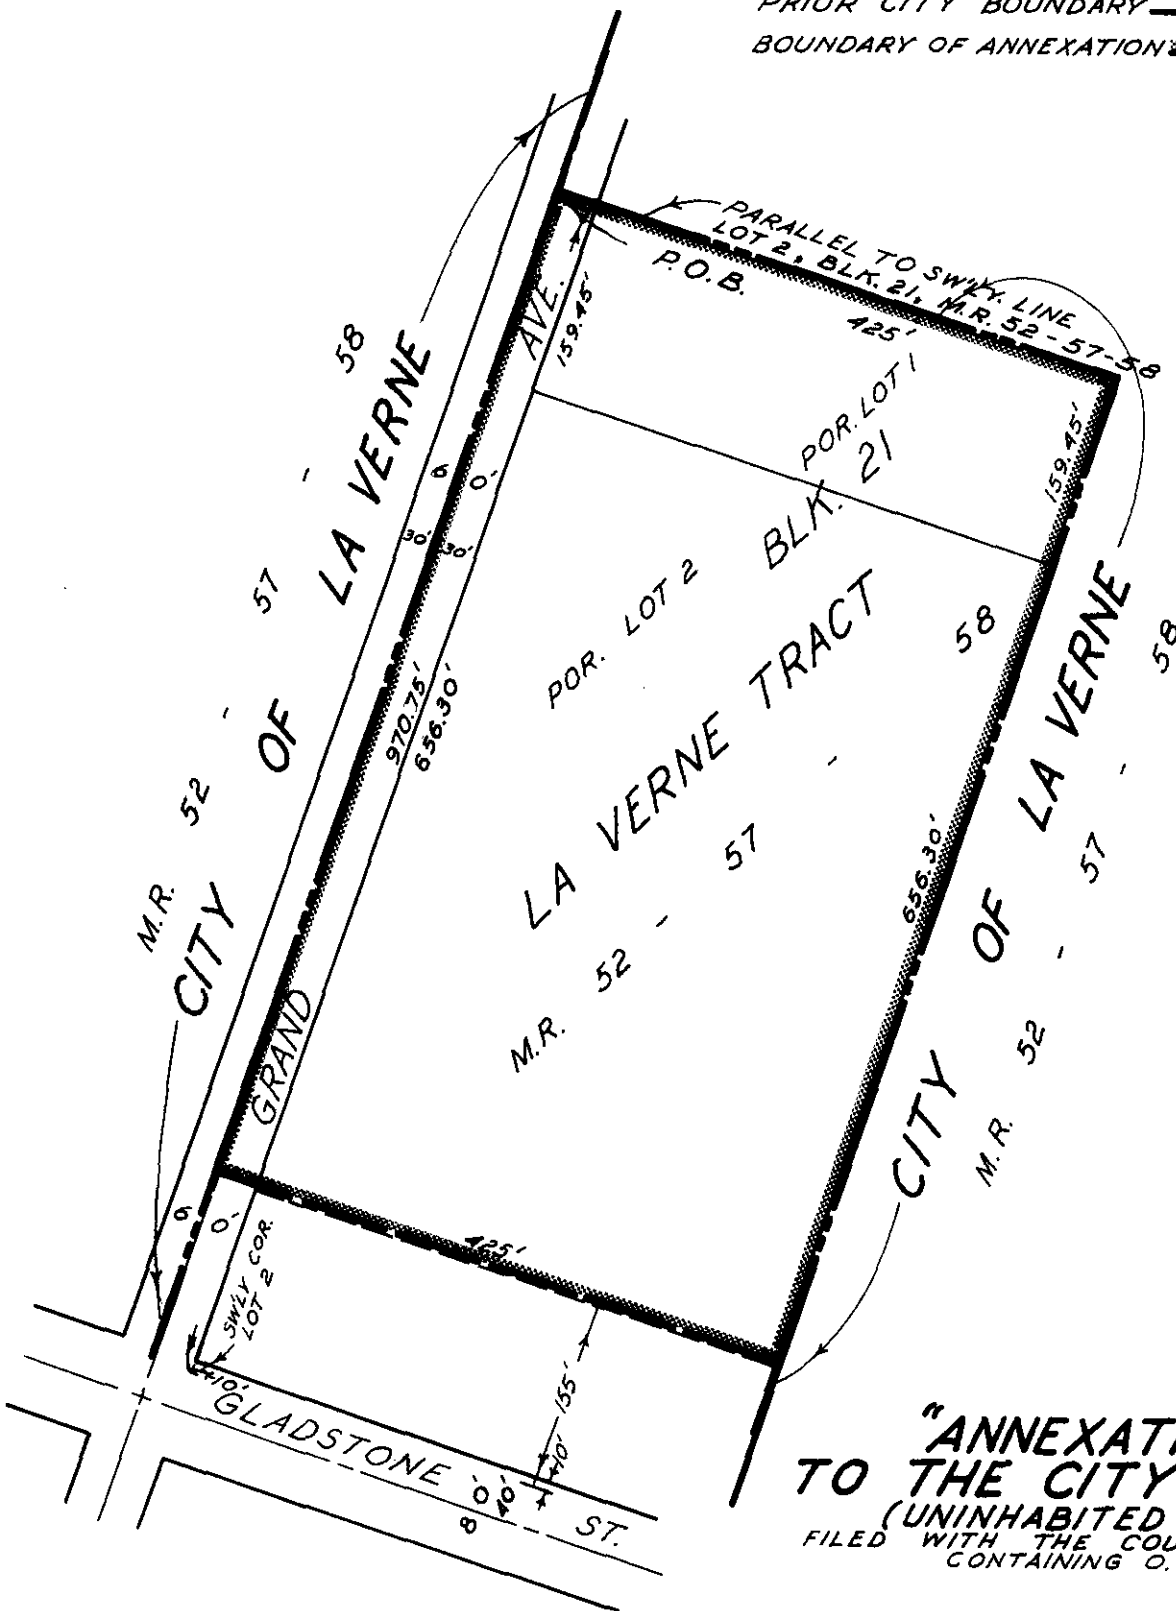 PRIOR CITY BOUNDARY
BOUNDARY OF ANNEXATION
PARALLEL TO SW'LY. LINE
LOT 2, BLK. 21, M.R. 52-57-58
P.O.B.
425'
GRAND AVE.
159.45'
159.45'
POR. LOT 1
BLK. 21
POR. LOT 2
LA VERNE TRACT
M.R. 52 - 57 - 58
CITY OF LA VERNE
M.R. 52 - 57 - 58
60'
30' 30'
970.75'
656.30'
656.30'
CITY OF LA VERNE
M.R. 52 - 57 - 58
425'
60'
SW'LY COR.
LOT 2
10'
155'
10'
GLADSTONE ST.
80'
40'
"ANNEXATI
TO THE CITY
(UNINHABITED
FILED WITH THE COU
CONTAINING 0.